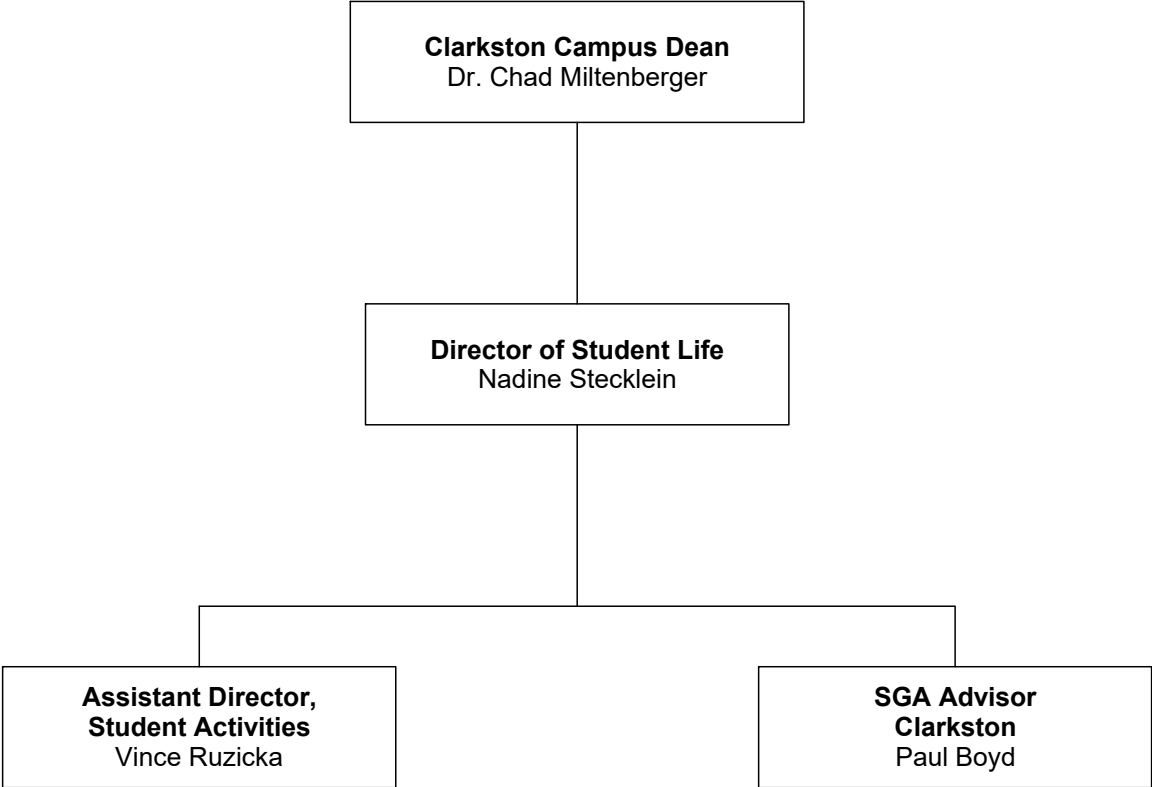 Clarkston Campus Dean
Dr. Chad Miltenberger
Director of Student Life
Nadine Stecklein
Assistant Director,
Student Activities
Vince Ruzicka
SGA Advisor
Clarkston
Paul Boyd